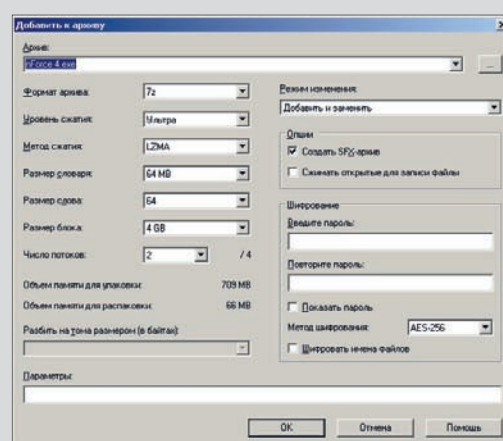 Добавить к архиву
Архив:
nForce 4.exe
...
Формат архива:
7z
Уровень сжатия:
Ультра
Метод сжатия:
LZMA
Размер словаря:
64 MB
Размер слова:
64
Размер блока:
4 GB
Число потоков:
2
/ 4
Объем памяти для упаковки:
709 MB
Объем памяти для распаковки:
66 MB
Разбить на тома размером (в байтах):
Режим изменения:
Добавить и заменить
Опции
Создать SFX-архив
Сжимать открытые для записи файлы
Шифрование
Введите пароль:
Повторите пароль:
Показать пароль
Метод шифрования:
AES-256
Шифровать имена файлов
Параметры:
OK
Отмена
Помощь